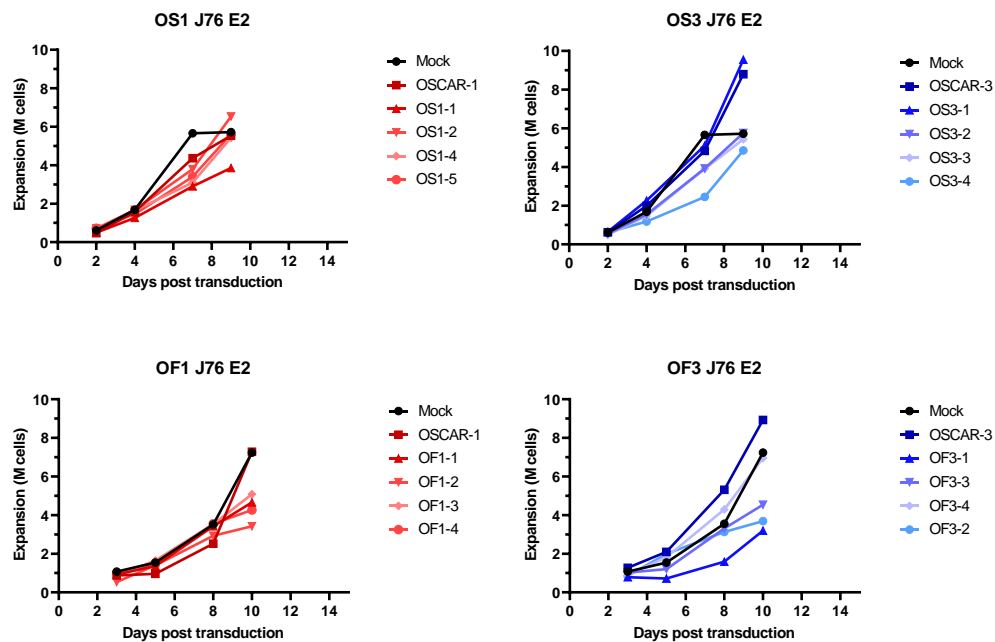 OS1 J76 E2
Expansion (M cells)
10
8
6
4
2
0
0 2 4 6 8 10 12 14
Days post transduction
Mock
OSCAR-1
OS1-1
OS1-2
OS1-4
OS1-5
OS3 J76 E2
Expansion (M cells)
10
8
6
4
2
0
0 2 4 6 8 10 12 14
Days post transduction
Mock
OSCAR-3
OS3-1
OS3-2
OS3-3
OS3-4
OF1 J76 E2
Expansion (M cells)
10
8
6
4
2
0
0 2 4 6 8 10 12 14
Days post transduction
Mock
OSCAR-1
OF1-1
OF1-2
OF1-3
OF1-4
OF3 J76 E2
Expansion (M cells)
10
8
6
4
2
0
0 2 4 6 8 10 12 14
Days post transduction
Mock
OSCAR-3
OF3-1
OF3-3
OF3-4
OF3-2